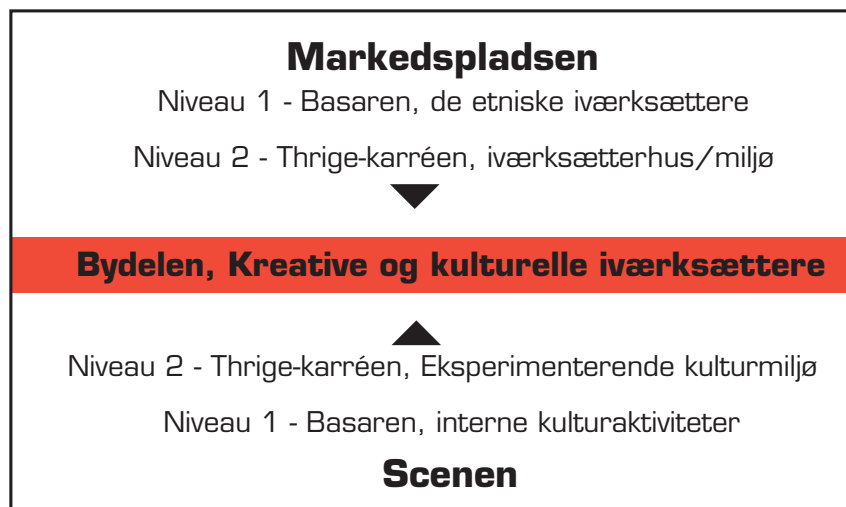 Markedspladsen
Niveau 1 - Basaren, de etniske iværksættere
Niveau 2 - Thrige-karréen, iværksætterhus/miljø
Bydelen, Kreative og kulturelle iværksættere
Niveau 2 - Thrige-karréen, Eksperimenterende kulturmiljø
Niveau 1 - Basaren, interne kulturaktiviteter
Scenen